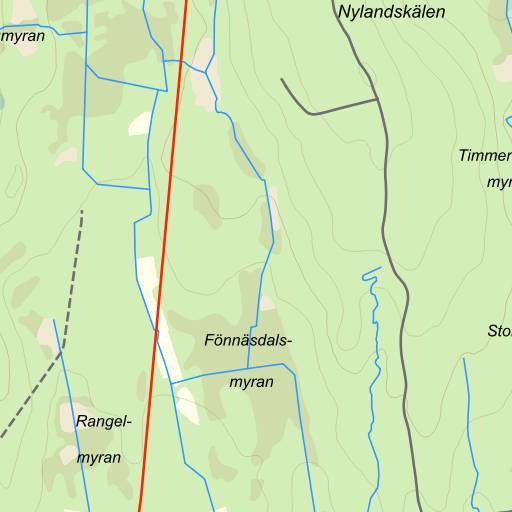 Nylandskälen
myran
Timmer
myr
Sto
Fönnäsdals-
myran
Rangel-
myran